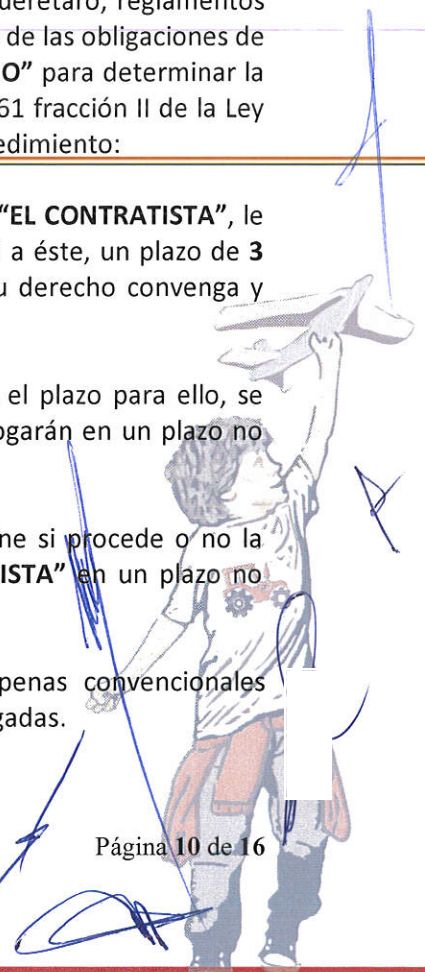 uerétaro, reglamentos
de las obligaciones de
O” para determinar la
61 fracción II de la Ley
edimiento:
“EL CONTRATISTA”, le
a éste, un plazo de 3
u derecho convenga y
el plazo para ello, se
ogarán en un plazo no
ne si procede o no la
ISTA” en un plazo no
penas convencionales
gadas.
Página 10 de 16